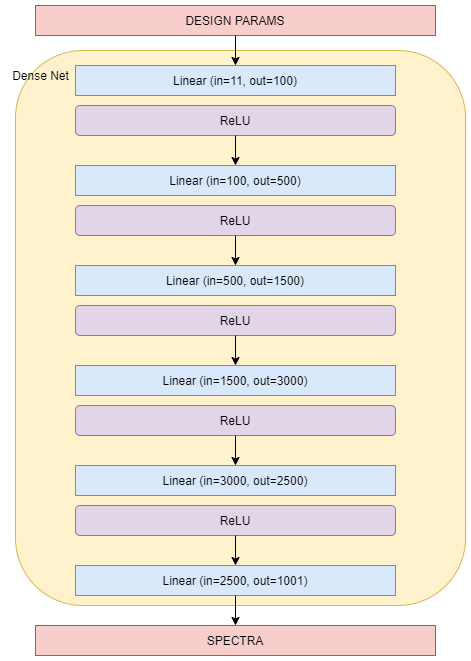 DESIGN PARAMS
Dense Net
Linear (in=11, out=100)
ReLU
Linear (in=100, out=500)
ReLU
Linear (in=500, out=1500)
ReLU
Linear (in=1500, out=3000)
ReLU
Linear (in=3000, out=2500)
ReLU
Linear (in=2500, out=1001)
SPECTRA